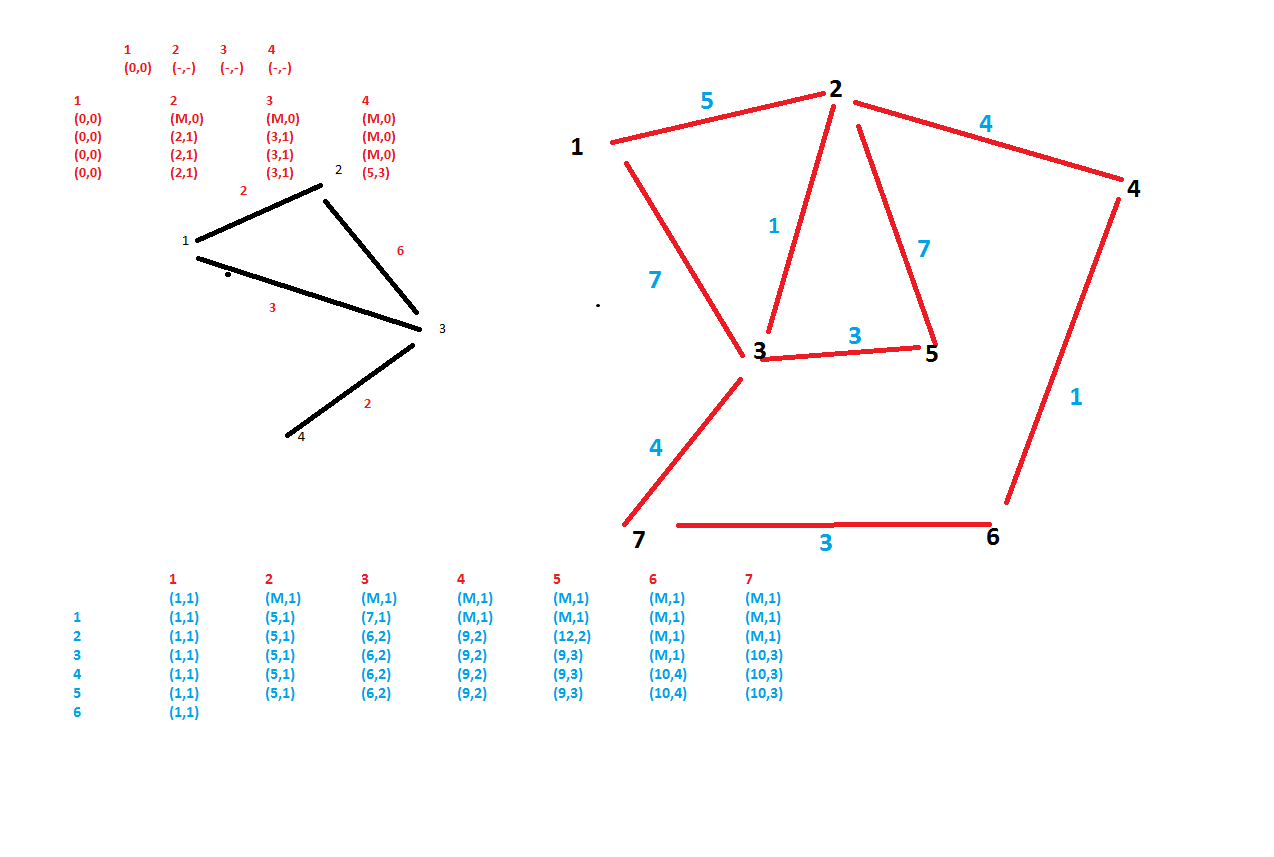 1 2 3 4
(0,0) (-,-) (-,-) (-,-)
1 2 3 4
(0,0) (M,0) (M,0) (M,0)
(0,0) (2,1) (3,1) (M,0)
(0,0) (2,1) (3,1) (M,0)
(0,0) (2,1) (3,1) (5,3)
2
2
1
6
3
3
2
4
2
5
4
1
4
1
7
7
3
3
5
1
4
7
6
3
1 2 3 4 5 6 7
(1,1) (M,1) (M,1) (M,1) (M,1) (M,1) (M,1)
1 (1,1) (5,1) (7,1) (M,1) (M,1) (M,1) (M,1)
2 (1,1) (5,1) (6,2) (9,2) (12,2) (M,1) (M,1)
3 (1,1) (5,1) (6,2) (9,2) (9,3) (M,1) (10,3)
4 (1,1) (5,1) (6,2) (9,2) (9,3) (10,4) (10,3)
5 (1,1) (5,1) (6,2) (9,2) (9,3) (10,4) (10,3)
6 (1,1)